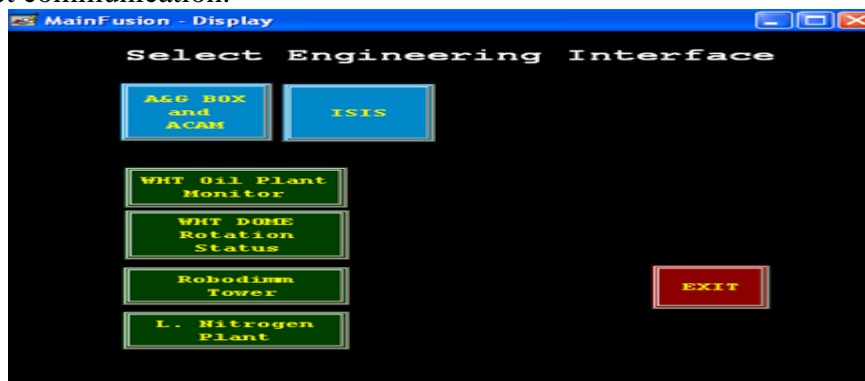 t communication.
MainFusion - Display
Select Engineering Interface
A&G BOX
and
ACAM
ISIS
WHT Oil Plant
Monitor
WHT DOME
Rotation
Status
Robodimm
Tower
EXIT
L. Nitrogen
Plant